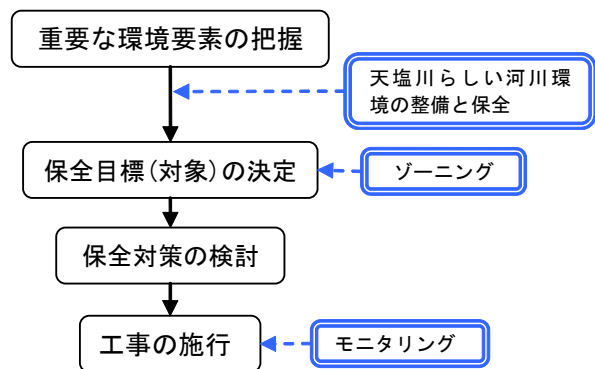 重要な環境要素の把握
天塩川らしい河川環
境の整備と保全
保全目標(対象)の決定
ゾーニング
保全対策の検討
工事の施行
モニタリング